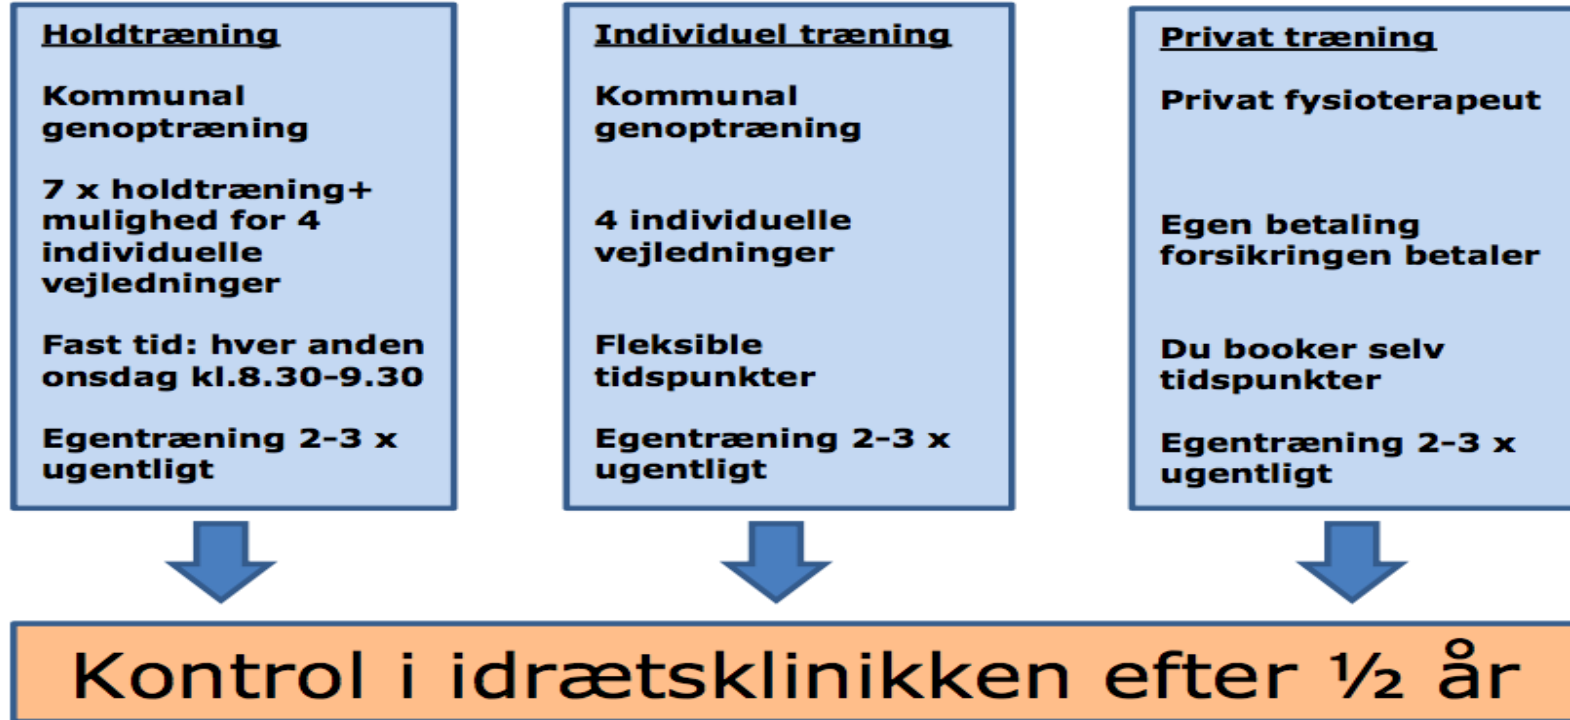 Holdtræning
Kommunal
genoptræning
7 x holdtræning+
mulighed for 4
individuelle
vejledninger
Fast tid: hver anden
onsdag kl.8.30-9.30
Egentræning 2-3 x
ugentligt
Individuel træning
Kommunal
genoptræning
4 individuelle
vejledninger
Fleksible
tidspunkter
Egentræning 2-3 x
ugentligt
Privat træning
Privat fysioterapeut
Egen betaling
forsikringen betaler
Du booker selv
tidspunkter
Egentræning 2-3 x
ugentligt
Kontrol i idrætsklinikken efter ½ år